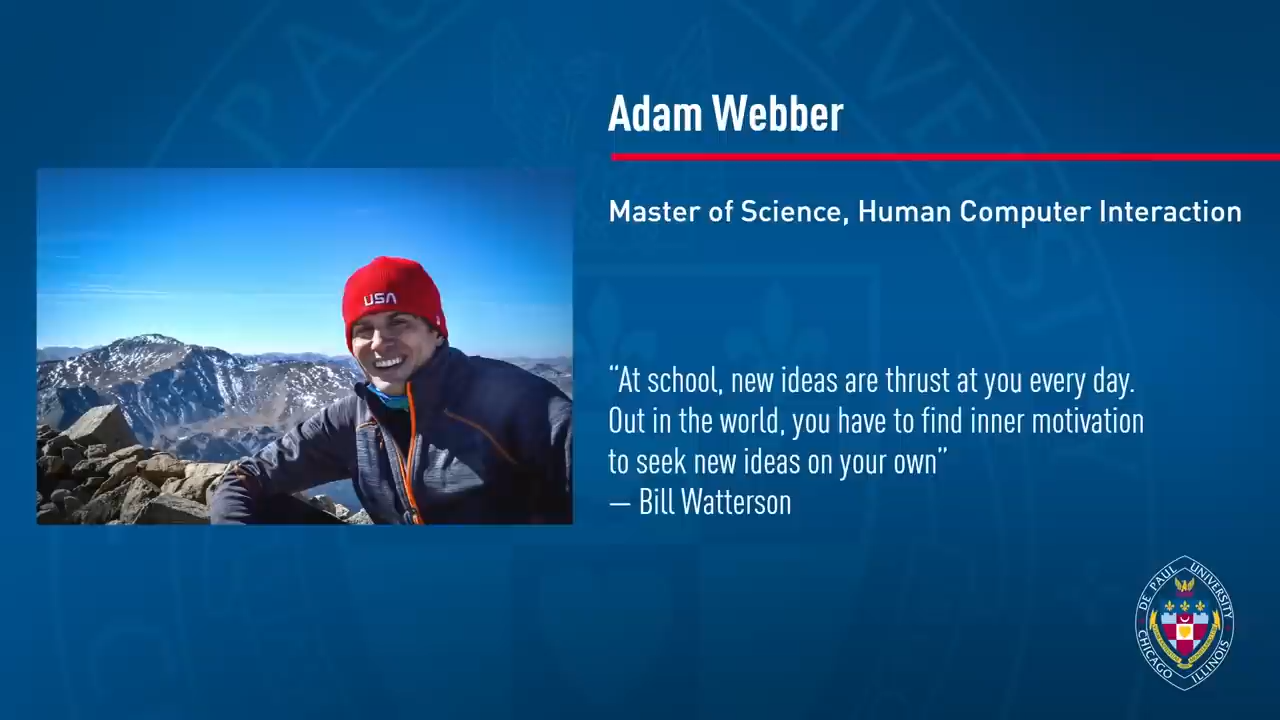 Adam Webber
Master of Science, Human Computer Interaction
USA
“At school, new ideas are thrust at you every day.
Out in the world, you have to find inner motivation
to seek new ideas on your own”
— Bill Watterson
DE PAUL UNIVERSITY
CHICAGO ILLINOIS